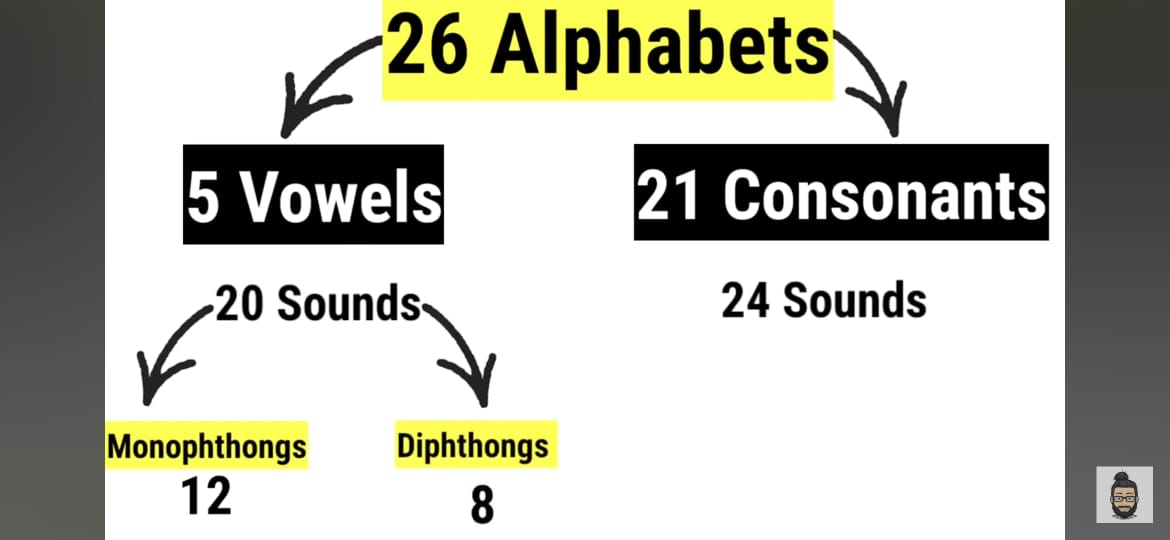 26 Alphabets
5 Vowels
21 Consonants
20 Sounds
24 Sounds
Monophthongs
Diphthongs
12
8